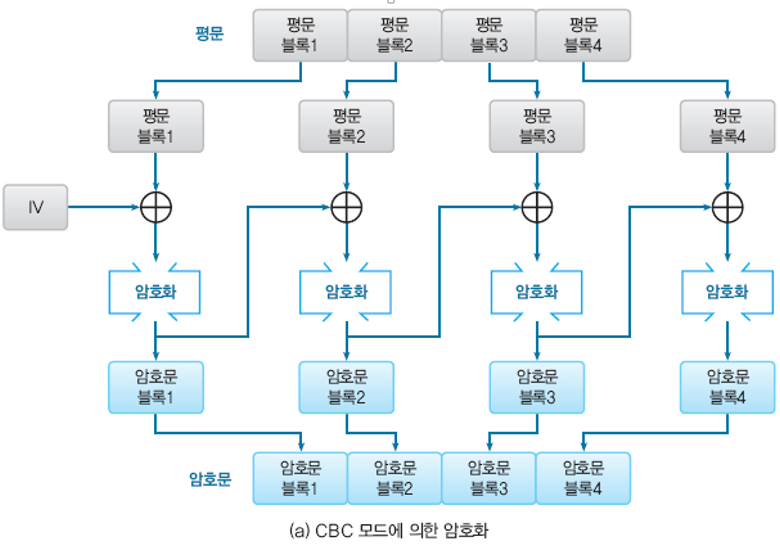 평문
평문 평문 평문 평문
블록1 블록2 블록3 블록4
평문 평문 평문 평문
블록1 블록2 블록3 블록4
IV
암호화 암호화 암호화 암호화
암호문 암호문 암호문 암호문
블록1 블록2 블록3 블록4
암호문
암호문 암호문 암호문 암호문
블록1 블록2 블록3 블록4
(a) CBC 모드에 의한 암호화